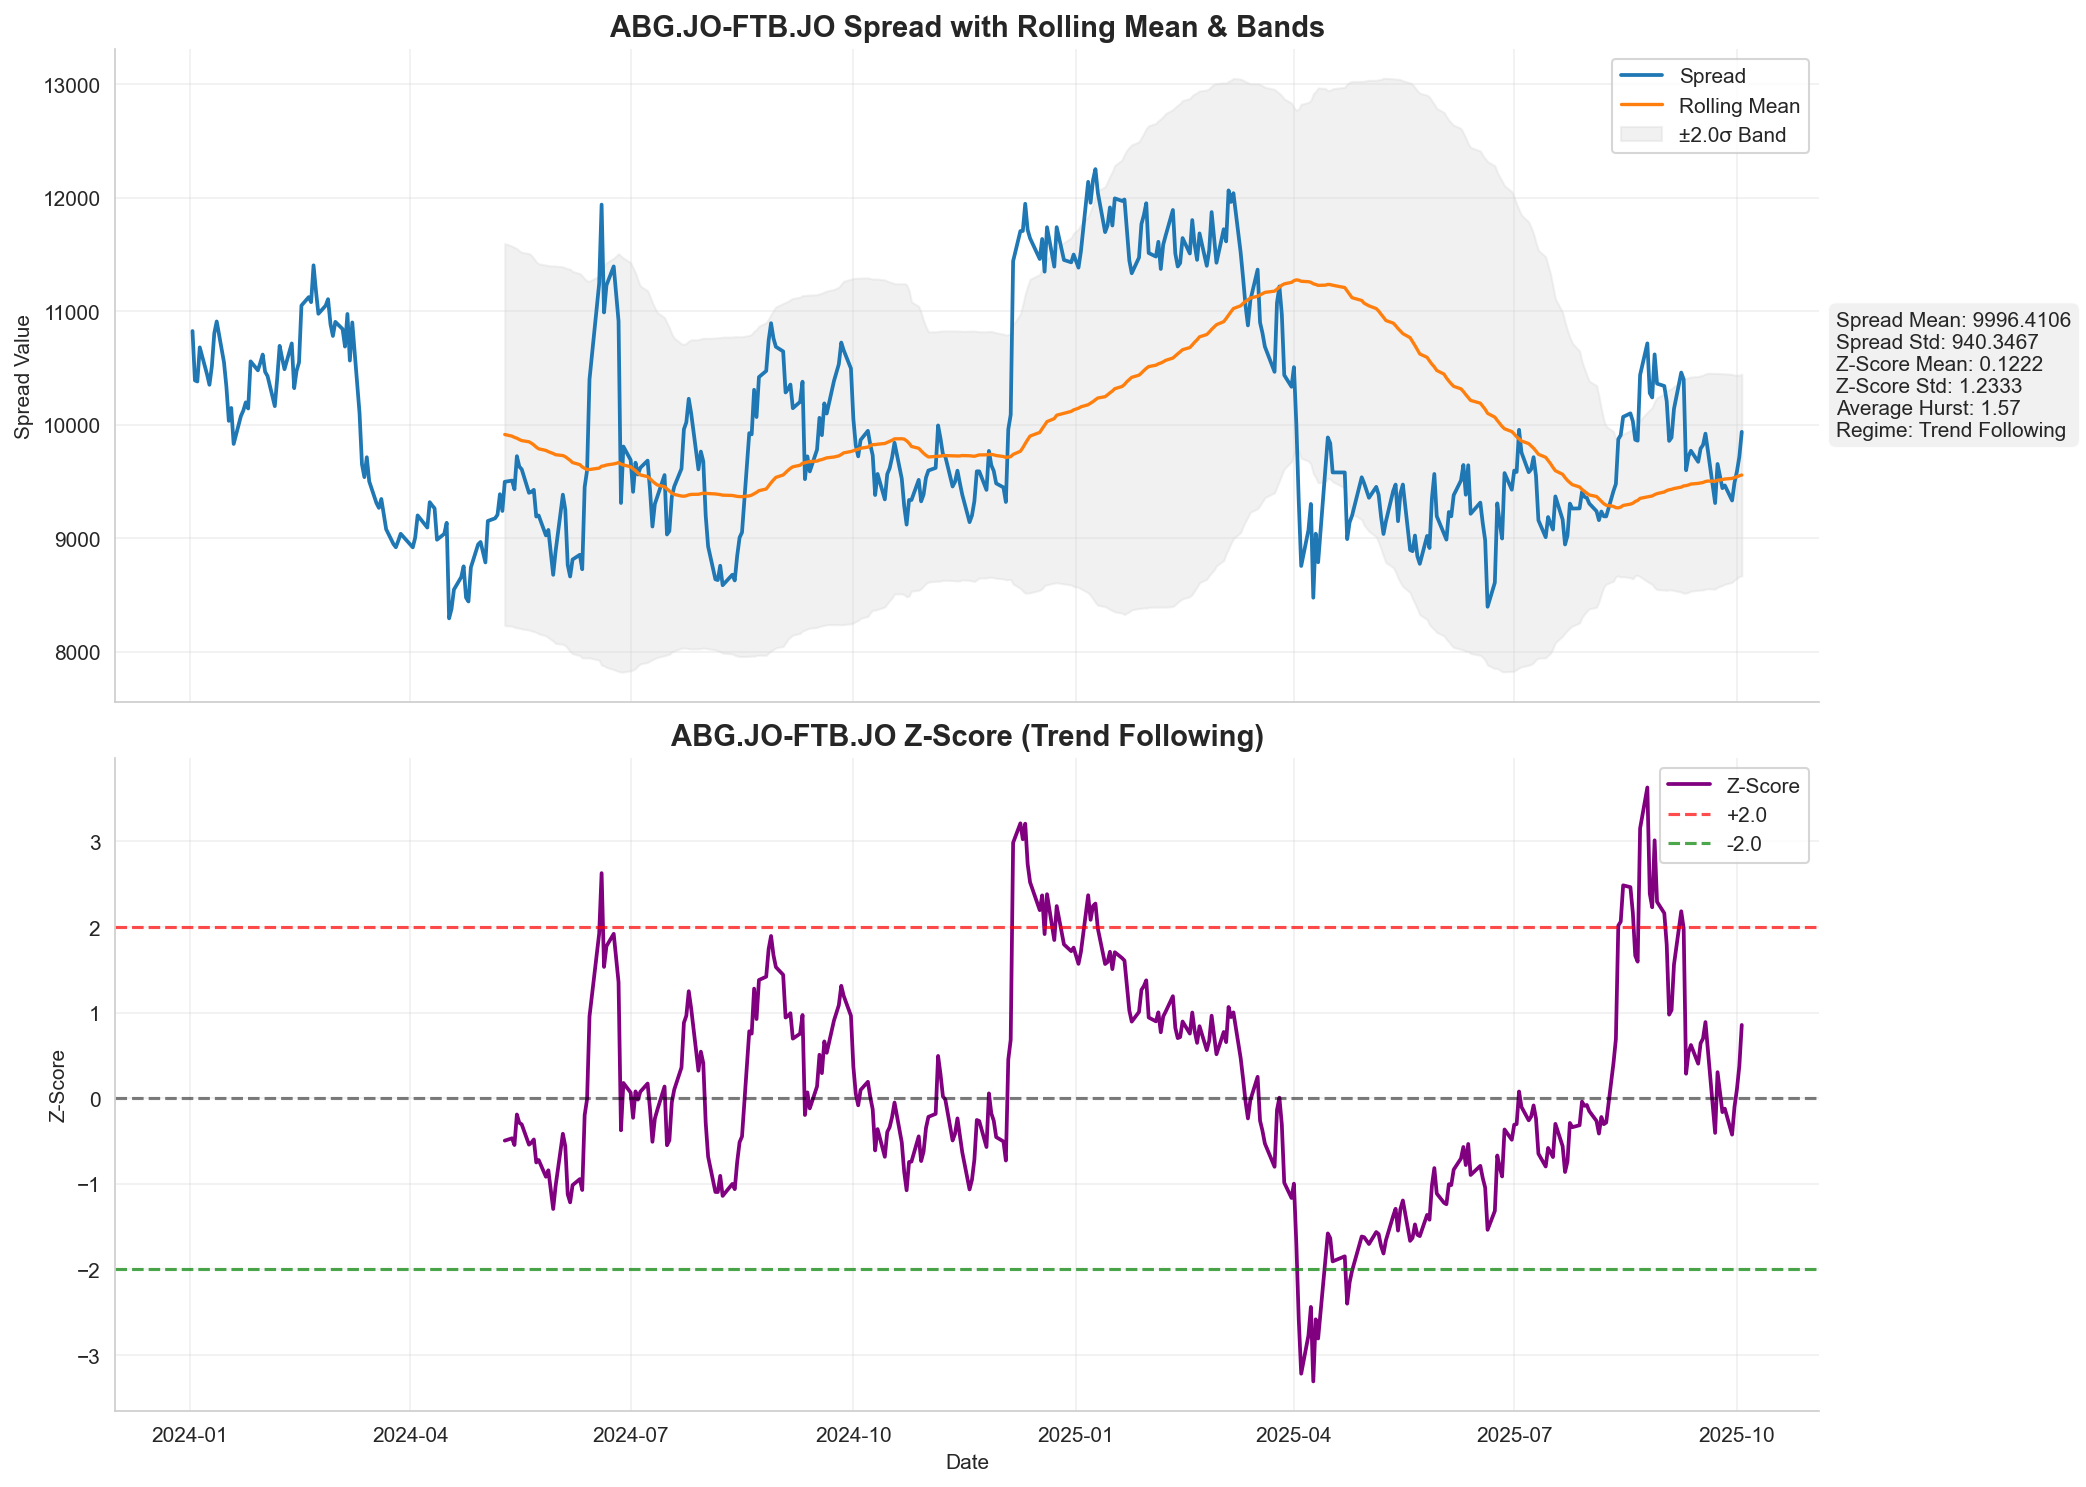 ABG.JO-FTB.JO Spread with Rolling Mean & Bands
Spread Value
13000
12000
11000
10000
9000
8000
Spread
Rolling Mean
±2.0σ Band
Spread Mean: 9996.4106
Spread Std: 940.3467
Z-Score Mean: 0.1222
Z-Score Std: 1.2333
Average Hurst: 1.57
Regime: Trend Following
ABG.JO-FTB.JO Z-Score (Trend Following)
Z-Score
3
2
1
0
−1
−2
−3
Z-Score
+2.0
-2.0
2024-01
2024-04
2024-07
2024-10
2025-01
2025-04
2025-07
2025-10
Date